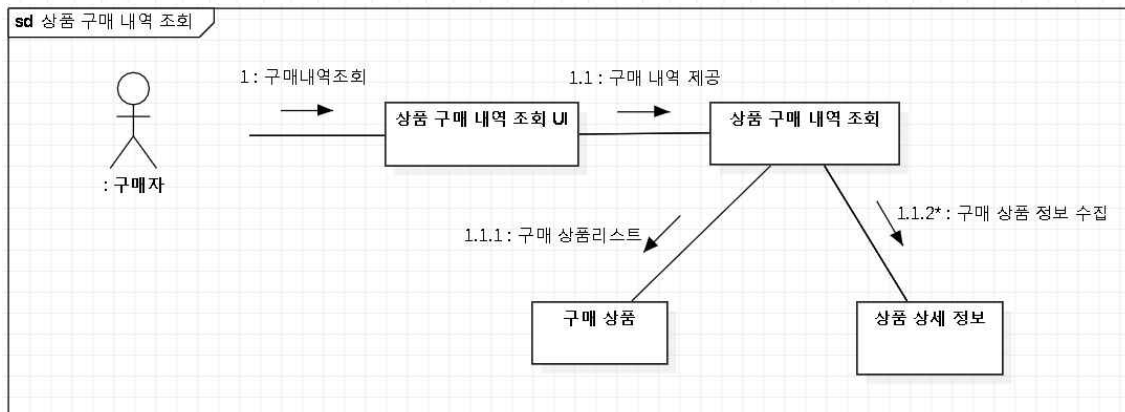 sd 상품 구매 내역 조회
1 : 구매내역조회
1.1 : 구매 내역 제공
상품 구매 내역 조회 UI
상품 구매 내역 조회
: 구매자
1.1.1 : 구매 상품리스트
1.1.2* : 구매 상품 정보 수집
구매 상품
상품 상세 정보